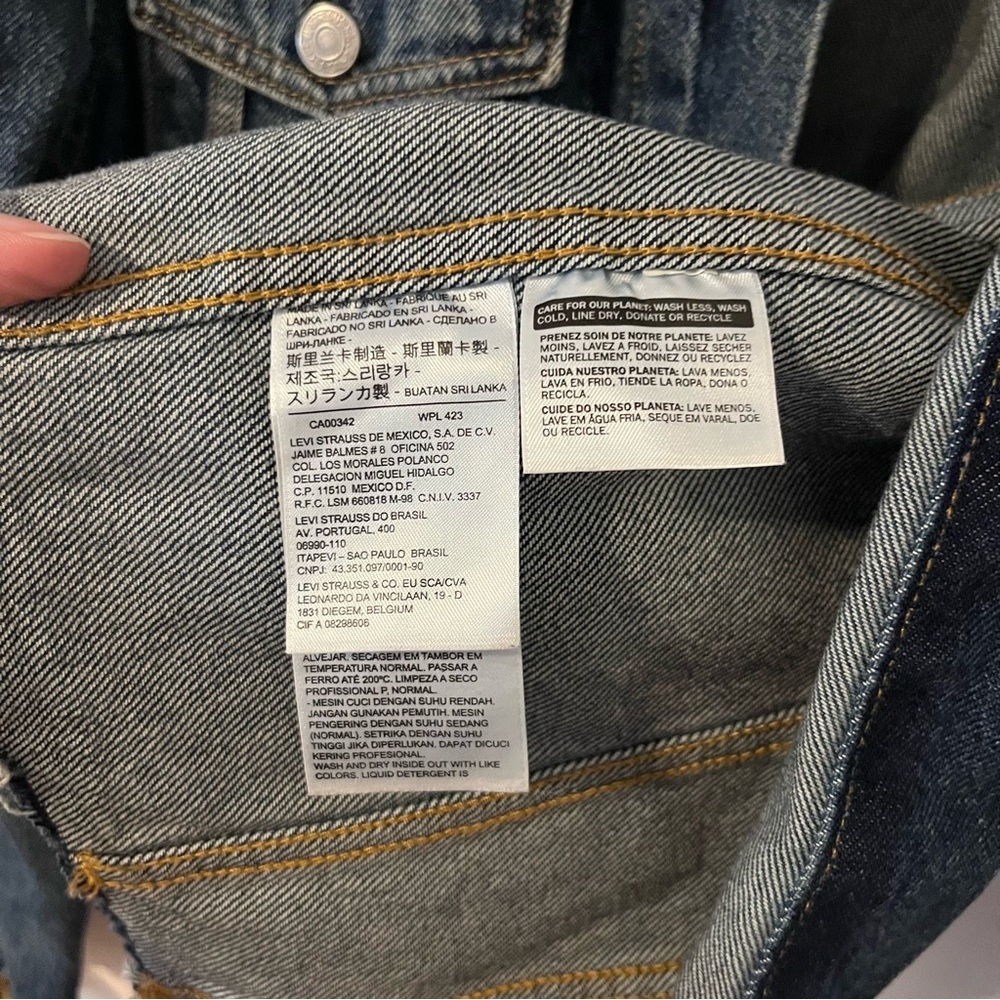 MADE IN SRI LANKA - FABRIQUE AU SRI
LANKA - FABRICADO EN SRI LANKA -
FABRICADO NO SRI LANKA - СДЕЛАНО В
ШРИ-ЛАНКЕ -
斯里兰卡制造 - 斯里蘭卡製 -
제조국:스리랑카 -
スリランカ製 - BUATAN SRI LANKA
CA00342 WPL 423
LEVI STRAUSS DE MEXICO, S.A. DE C.V.
JAIME BALMES # 8 OFICINA 502
COL. LOS MORALES POLANCO
DELEGACION MIGUEL HIDALGO
C.P. 11510 MEXICO D.F.
R.F.C. LSM 660818 M-98 C.N.I.V. 3337
LEVI STRAUSS DO BRASIL
AV. PORTUGAL, 400
06990-110
ITAPEVI – SAO PAULO BRASIL
CNPJ: 43.351.097/0001-90
LEVI STRAUSS & CO. EU SCA/CVA
LEONARDO DA VINCILAAN, 19 - D
1831 DIEGEM, BELGIUM
CIF A 08298606
ALVEJAR. SECAGEM EM TAMBOR EM
TEMPERATURA NORMAL. PASSAR A
FERRO ATÉ 200ºC. LIMPEZA A SECO
PROFISSIONAL P, NORMAL.
- MESIN CUCI DENGAN SUHU RENDAH.
JANGAN GUNAKAN PEMUTIH. MESIN
PENGERING DENGAN SUHU SEDANG
(NORMAL). SETRIKA DENGAN SUHU
TINGGI JIKA DIPERLUKAN. DAPAT DICUCI
KERING PROFESIONAL.
WASH AND DRY INSIDE OUT WITH LIKE
COLORS. LIQUID DETERGENT IS
CARE FOR OUR PLANET: WASH LESS, WASH
COLD, LINE DRY, DONATE OR RECYCLE
PRENEZ SOIN DE NOTRE PLANETE: LAVEZ
MOINS, LAVEZ A FROID, LAISSEZ SECHER
NATURELLEMENT, DONNEZ OU RECYCLEZ
CUIDA NUESTRO PLANETA: LAVA MENOS,
LAVA EN FRIO, TIENDE LA ROPA, DONA O
RECICLA.
CUIDE DO NOSSO PLANETA: LAVE MENOS,
LAVE EM ÁGUA FRIA, SEQUE EM VARAL, DOE
OU RECICLE.